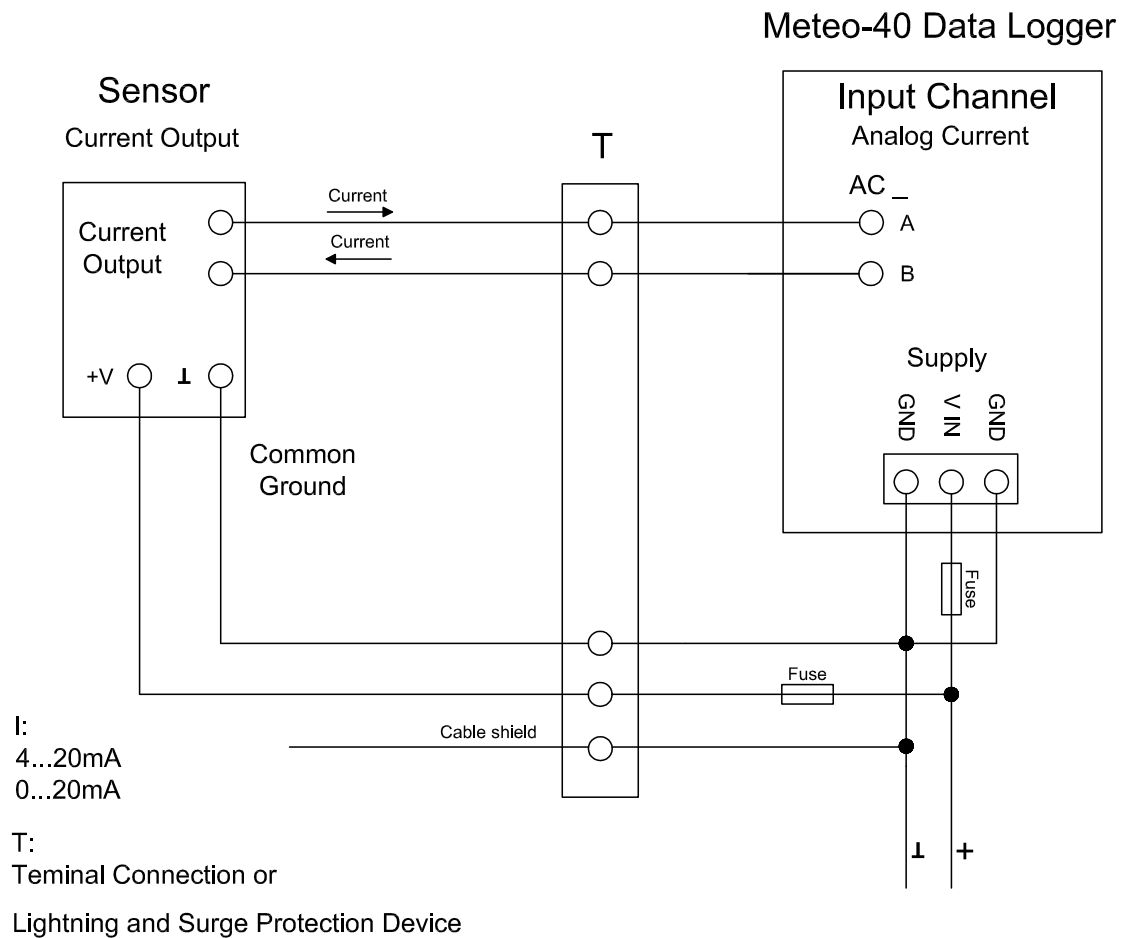 Meteo-40 Data Logger
Sensor
Current Output
T
Input Channel
Analog Current
AC _
Current
A
Current
Output
Current
B
+V
⊥
Supply
GND
V IN
GND
Common
Ground
Fuse
Fuse
Cable shield
I:
4...20mA
0...20mA
⊥
+
T:
Teminal Connection or
Lightning and Surge Protection Device